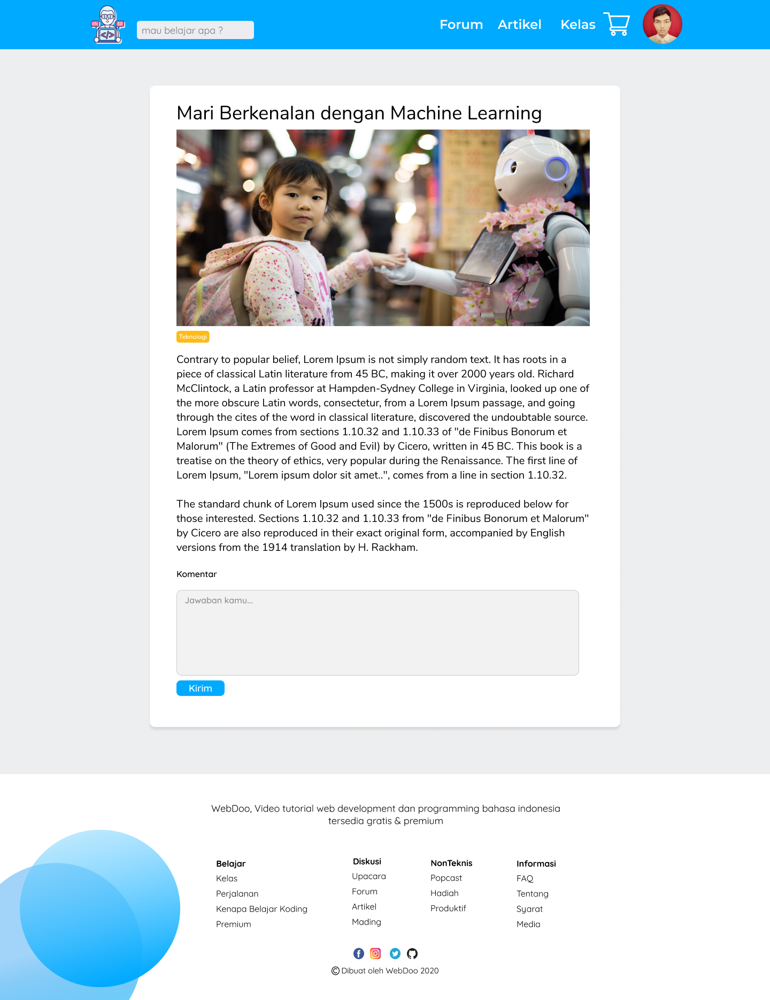 mau belajar apa ?
Forum
Artikel
Kelas
Mari Berkenalan dengan Machine Learning
Teknologi
Contrary to popular belief, Lorem Ipsum is not simply random text. It has roots in a
piece of classical Latin literature from 45 BC, making it over 2000 years old. Richard
McClintock, a Latin professor at Hampden-Sydney College in Virginia, looked up one of
the more obscure Latin words, consectetur, from a Lorem Ipsum passage, and going
through the cites of the word in classical literature, discovered the undoubtable source.
Lorem Ipsum comes from sections 1.10.32 and 1.10.33 of "de Finibus Bonorum et
Malorum" (The Extremes of Good and Evil) by Cicero, written in 45 BC. This book is a
treatise on the theory of ethics, very popular during the Renaissance. The first line of
Lorem Ipsum, "Lorem ipsum dolor sit amet..", comes from a line in section 1.10.32.
The standard chunk of Lorem Ipsum used since the 1500s is reproduced below for
those interested. Sections 1.10.32 and 1.10.33 from "de Finibus Bonorum et Malorum"
by Cicero are also reproduced in their exact original form, accompanied by English
versions from the 1914 translation by H. Rackham.
Komentar
Jawaban kamu...
Kirim
WebDoo, Video tutorial web development dan programming bahasa indonesia
tersedia gratis & premium
Belajar
Kelas
Perjalanan
Kenapa Belajar Koding
Premium
Diskusi
Upacara
Forum
Artikel
Mading
NonTeknis
Popcast
Hadiah
Produktif
Informasi
FAQ
Tentang
Syarat
Media
© Dibuat oleh WebDoo 2020